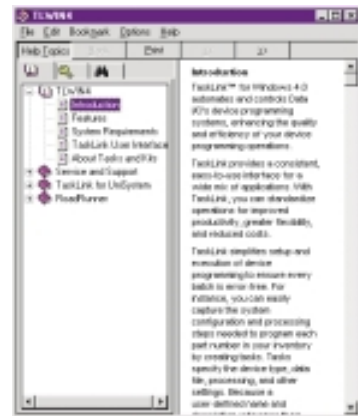 TLWIN4
File Edit Bookmark Options Help
Help Topics
Print
>>
TLWIN4
Introduction
Features
System Requirements
TaskLink User Interface
About Tasks and Kits
Service and Support
TaskLink for UniSystem
RoadRunner
Introduction
TaskLink™ for Windows 4.0
automates and controls Data
I/O's device programming
systems, enhancing the quality
and efficiency of your device
programming operations.
TaskLink provides a consistent,
easy-to-use interface for a
wide mix of applications. With
TaskLink, you can standardize
operations for improved
productivity, greater flexibility,
and reduced costs.
TaskLink simplifies setup and
execution of device
programming to ensure every
batch is error-free. For
instance, you can easily
capture the system
configuration and processing
steps needed to program each
part number in your inventory
by creating tasks. Tasks
specify the device type, data
file, processing, and other
settings. Because a
user-defined name and